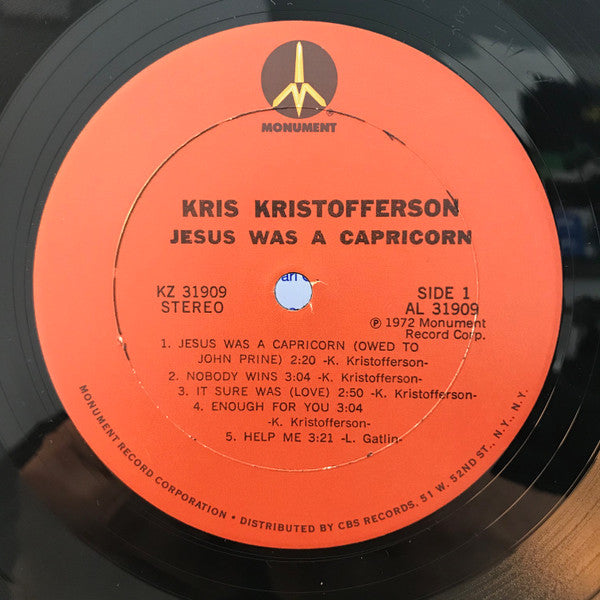 MONUMENT
KRIS KRISTOFFERSON
JESUS WAS A CAPRICORN
KZ 31909
STEREO
SIDE 1
AL 31909
℗ 1972 Monument
Record Corp.
1. JESUS WAS A CAPRICORN (OWED TO
JOHN PRINE) 2:20 -K. Kristofferson-
2. NOBODY WINS 3:04 -K. Kristofferson-
3. IT SURE WAS (LOVE) 2:50 -K. Kristofferson-
4. ENOUGH FOR YOU 3:04
-K. Kristofferson-
5. HELP ME 3:21 -L. Gatlin-
MONUMENT RECORD CORPORATION • DISTRIBUTED BY CBS RECORDS, 51 W. 52ND ST., N.Y., N.Y.